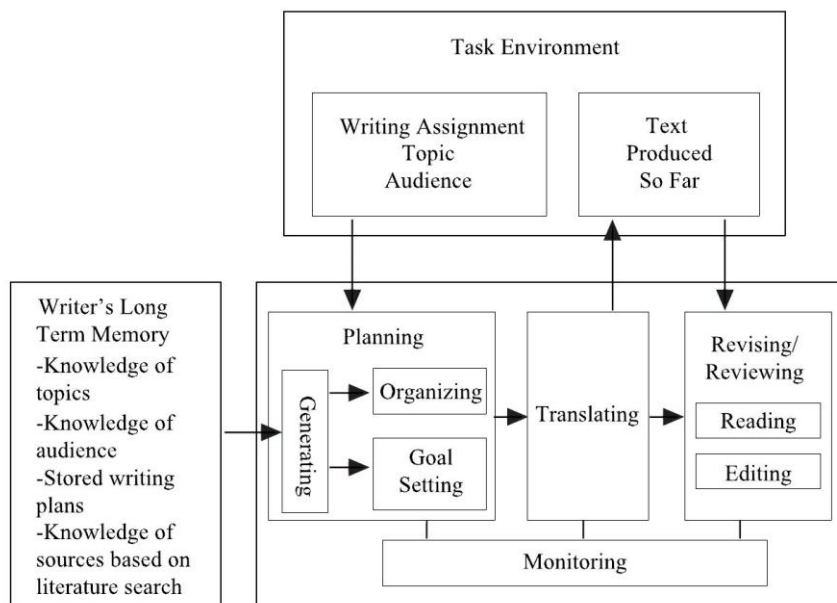 Task Environment
Writing Assignment
Topic
Audience
Text
Produced
So Far
Writer's Long
Term Memory
-Knowledge of
topics
-Knowledge of
audience
-Stored writing
plans
-Knowledge of
sources based on
literature search
Planning
Generating
Organizing
Goal
Setting
Translating
Revising/
Reviewing
Reading
Editing
Monitoring